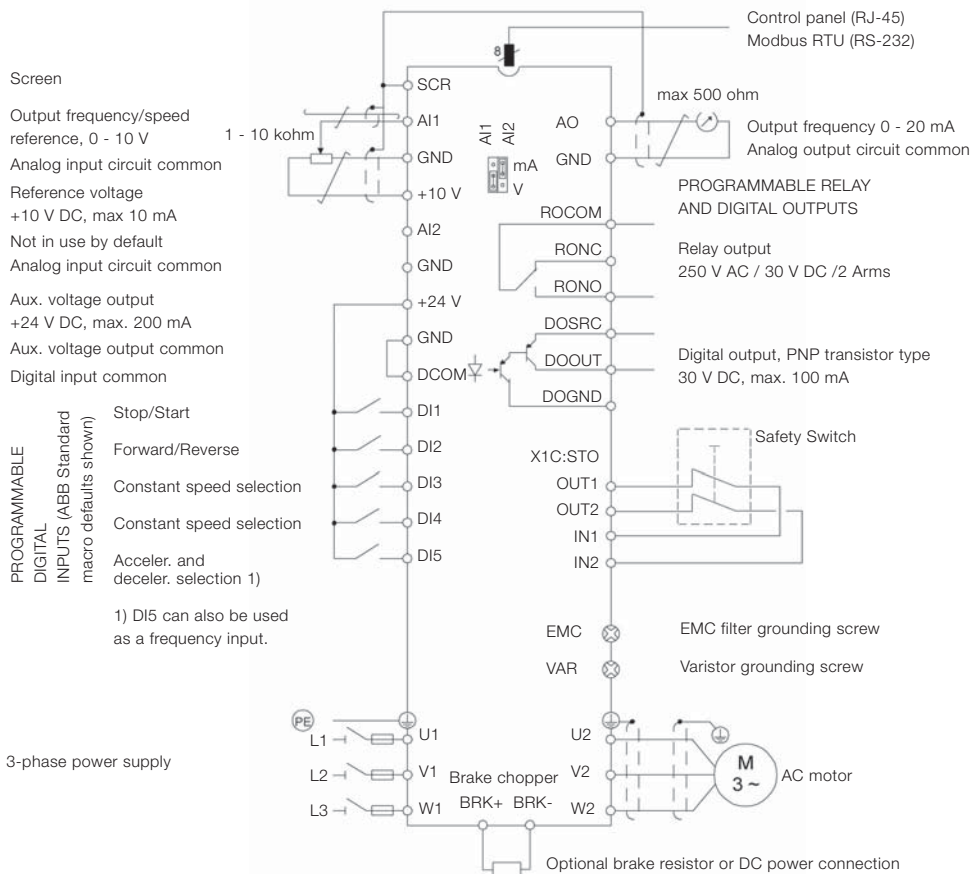 Control panel (RJ-45)
Modbus RTU (RS-232)
8
Screen
Output frequency/speed
reference, 0 - 10 V
1 - 10 kohm
Analog input circuit common
Reference voltage
+10 V DC, max 10 mA
Not in use by default
Analog input circuit common
Aux. voltage output
+24 V DC, max. 200 mA
Aux. voltage output common
Digital input common
PROGRAMMABLE
DIGITAL
INPUTS (ABB Standard
macro defaults shown)
Stop/Start
Forward/Reverse
Constant speed selection
Constant speed selection
Acceler. and
deceler. selection 1)
1) DI5 can also be used
as a frequency input.
3-phase power supply
PE
L1
L2
L3
SCR
AI1
GND
+10 V
AI2
GND
+24 V
GND
DCOM
DI1
DI2
DI3
DI4
DI5
U1
V1
W1
AI1
AI2
mA
V
AO
GND
ROCOM
RONC
RONO
DOSRC
DOOUT
DOGND
X1C:STO
OUT1
OUT2
IN1
IN2
EMC
VAR
U2
V2
W2
Brake chopper
BRK+ BRK-
max 500 ohm
Output frequency 0 - 20 mA
Analog output circuit common
PROGRAMMABLE RELAY
AND DIGITAL OUTPUTS
Relay output
250 V AC / 30 V DC /2 Arms
Digital output, PNP transistor type
30 V DC, max. 100 mA
Safety Switch
EMC filter grounding screw
Varistor grounding screw
M
3 ~
AC motor
Optional brake resistor or DC power connection